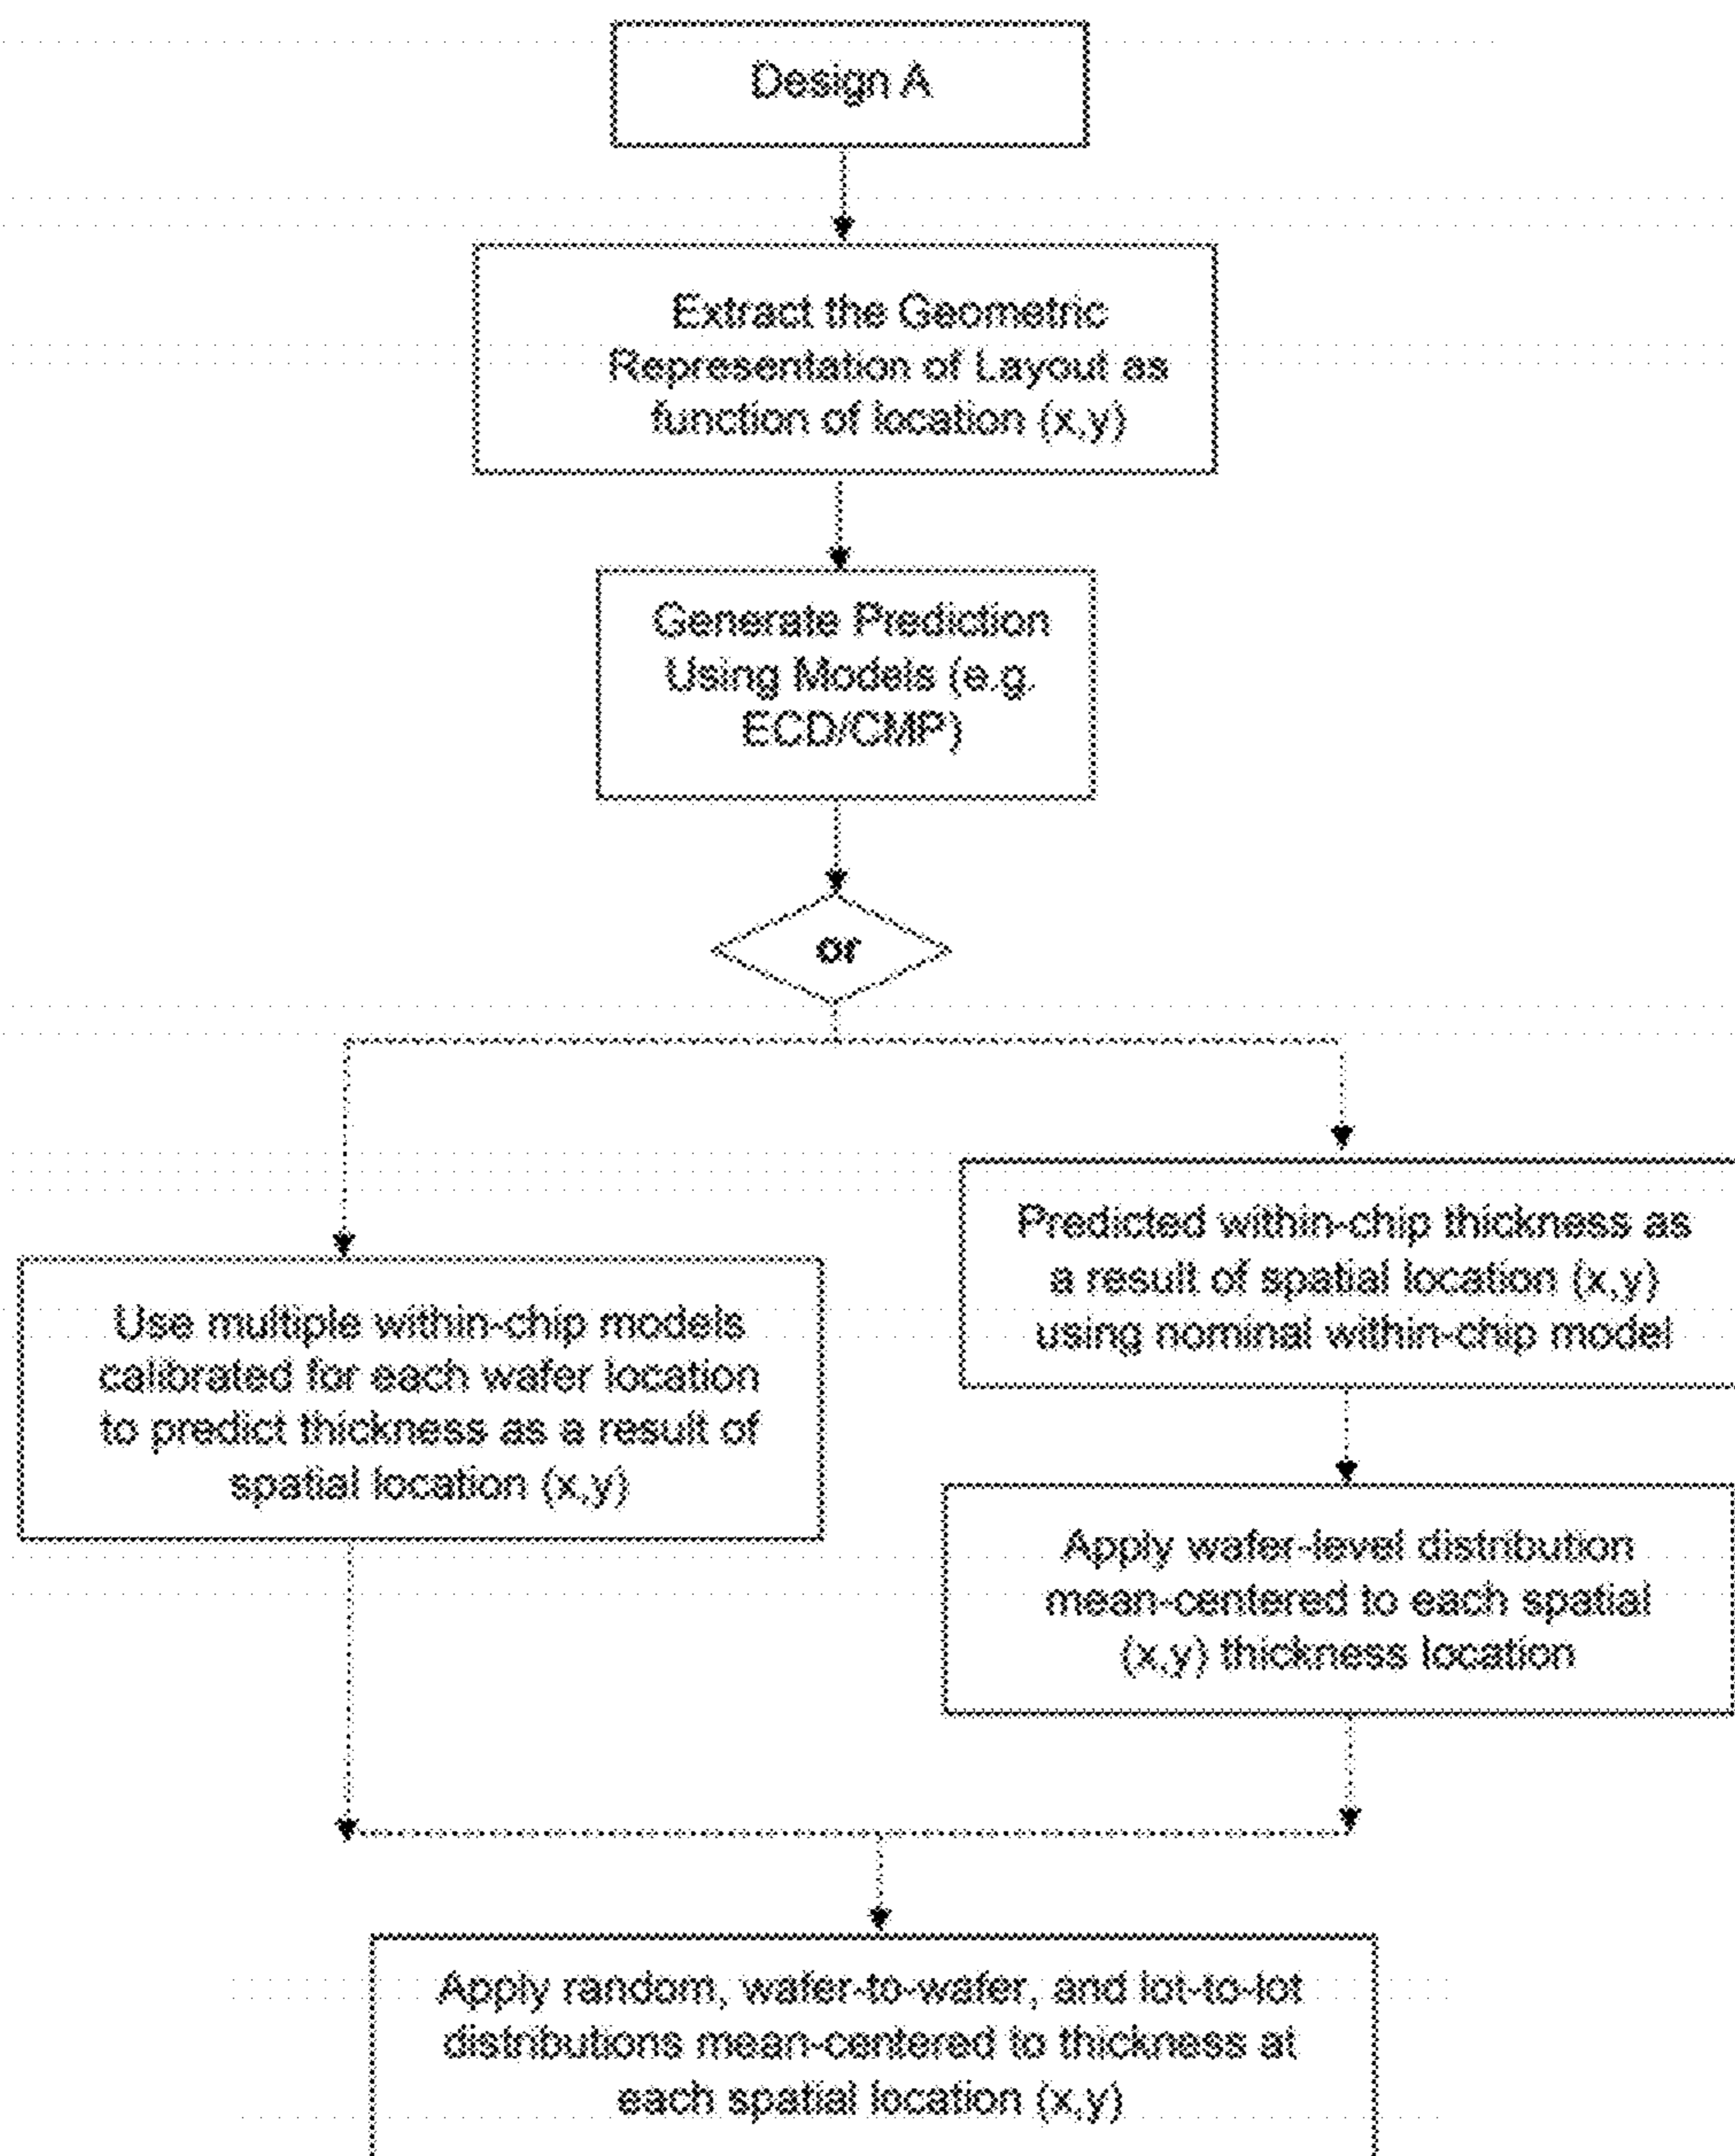 Design A
Extract the Geometric
Representation of Layout as
function of location (x,y)
Generate Prediction
Using Models (e.g.
ECD/CMP)
or
Use multiple within-chip models
calibrated for each wafer location
to predict thickness as a result of
spatial location (x,y)
Predicted within-chip thickness as
a result of spatial location (x,y)
using nominal within-chip model
Apply wafer-level distribution
mean-centered to each spatial
(x,y) thickness location
Apply random, wafer-to-wafer, and lot-to-lot
distributions mean-centered to thickness at
each spatial location (x,y)